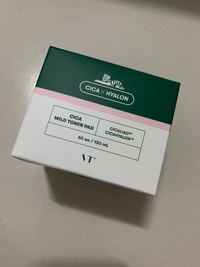 CICA × HYALON
CICA
MILD TONER PAD
CICALIAO™
CICAHYALON™
60 ea / 130 mL
VT